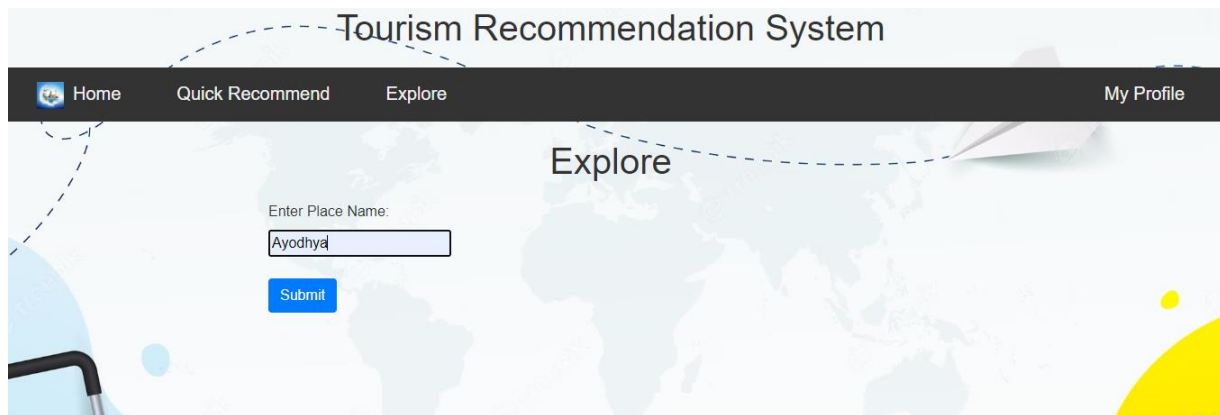 Tourism Recommendation System
Home Quick Recommend Explore My Profile
Explore
Enter Place Name:
Ayodhya
Submit